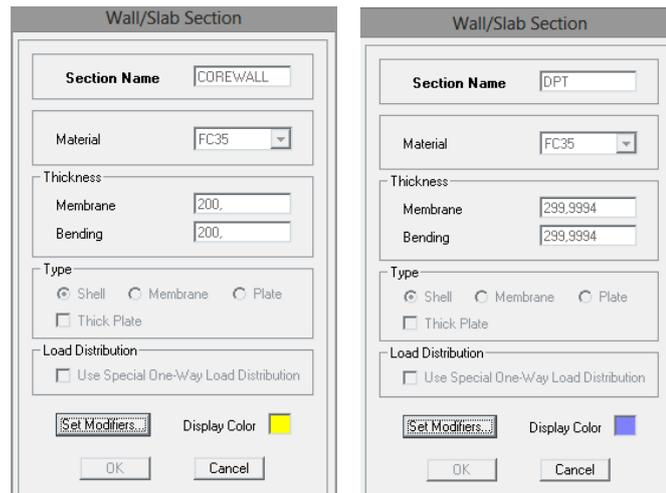 Wall/Slab Section
Section Name COREWALL
Material FC35
Thickness
Membrane 200,
Bending 200,
Type
Shell Membrane Plate
Thick Plate
Load Distribution
Use Special One-Way Load Distribution
Set Modifiers... Display Color
OK Cancel
Wall/Slab Section
Section Name DPT
Material FC35
Thickness
Membrane 299,9994
Bending 299,9994
Type
Shell Membrane Plate
Thick Plate
Load Distribution
Use Special One-Way Load Distribution
Set Modifiers... Display Color
OK Cancel